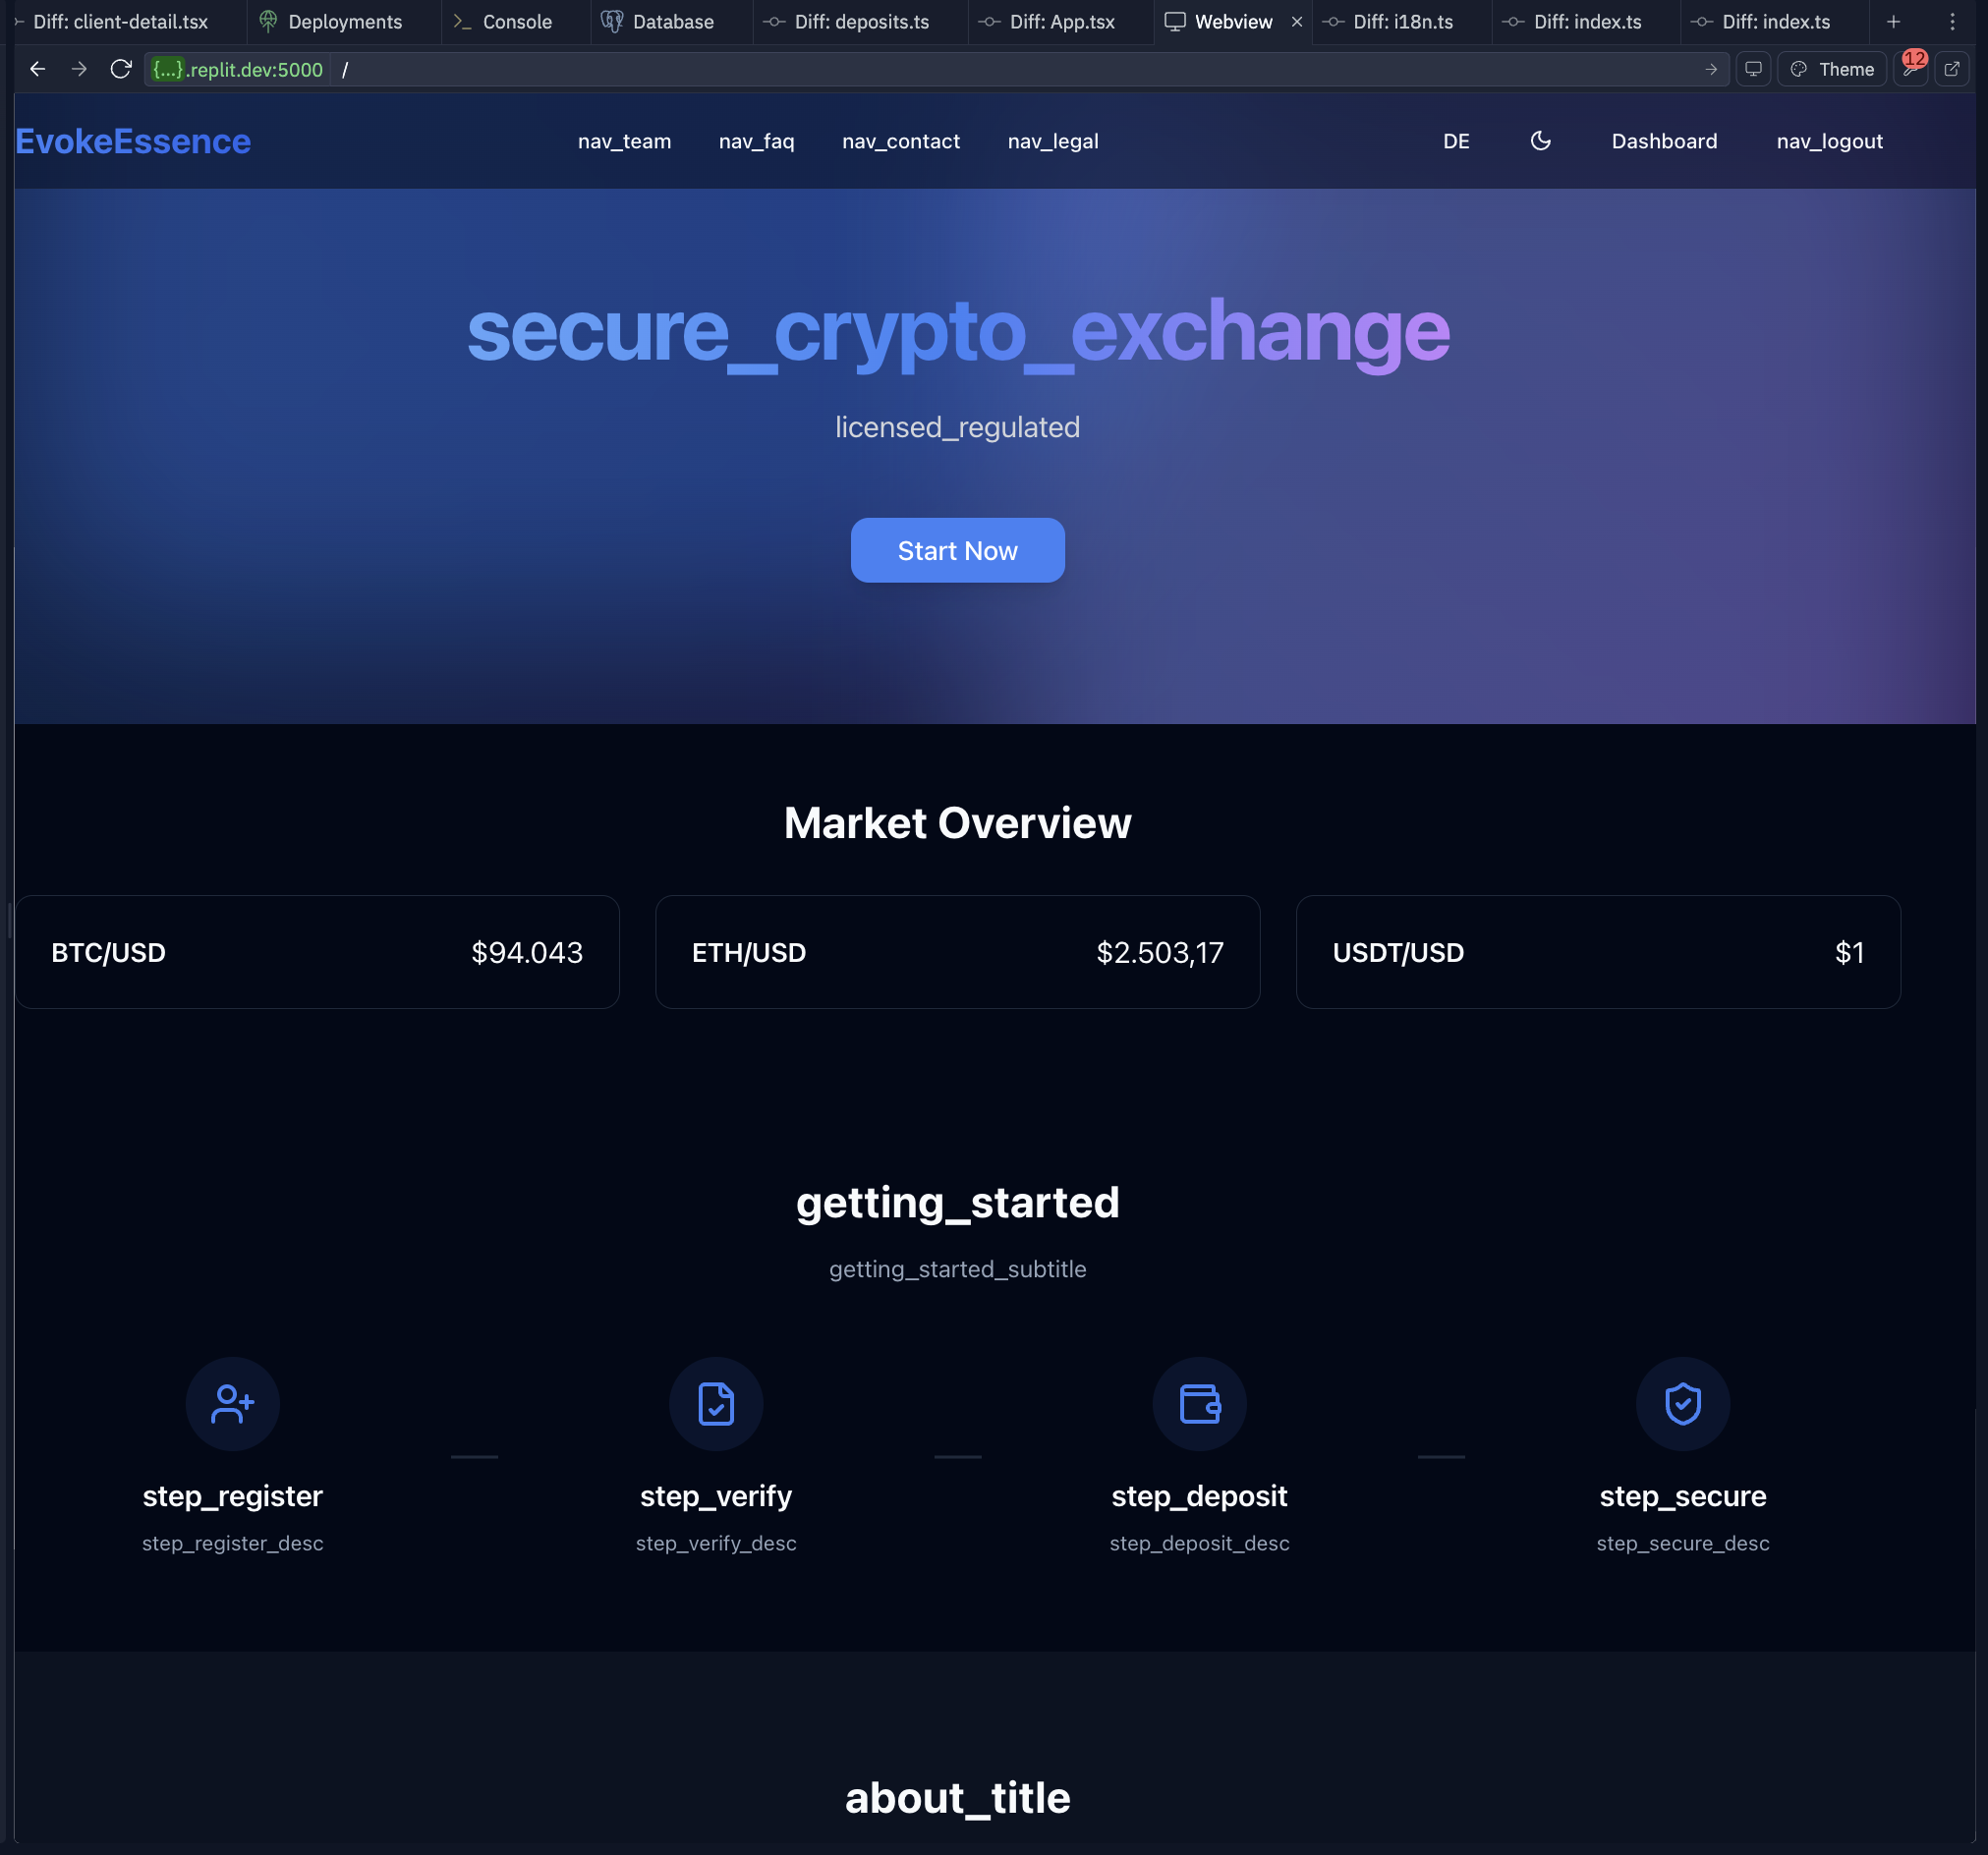 Diff: client-detail.tsx Deployments Console Database Diff: deposits.ts Diff: App.tsx Webview Diff: i18n.ts Diff: index.ts Diff: index.ts
{...}.replit.dev:5000 / Theme 12
EvokeEssence nav_team nav_faq nav_contact nav_legal DE Dashboard nav_logout
secure_crypto_exchange
licensed_regulated
Start Now
Market Overview
BTC/USD $94.043 ETH/USD $2.503,17 USDT/USD $1
getting_started
getting_started_subtitle
step_register step_verify step_deposit step_secure
step_register_desc step_verify_desc step_deposit_desc step_secure_desc
about_title